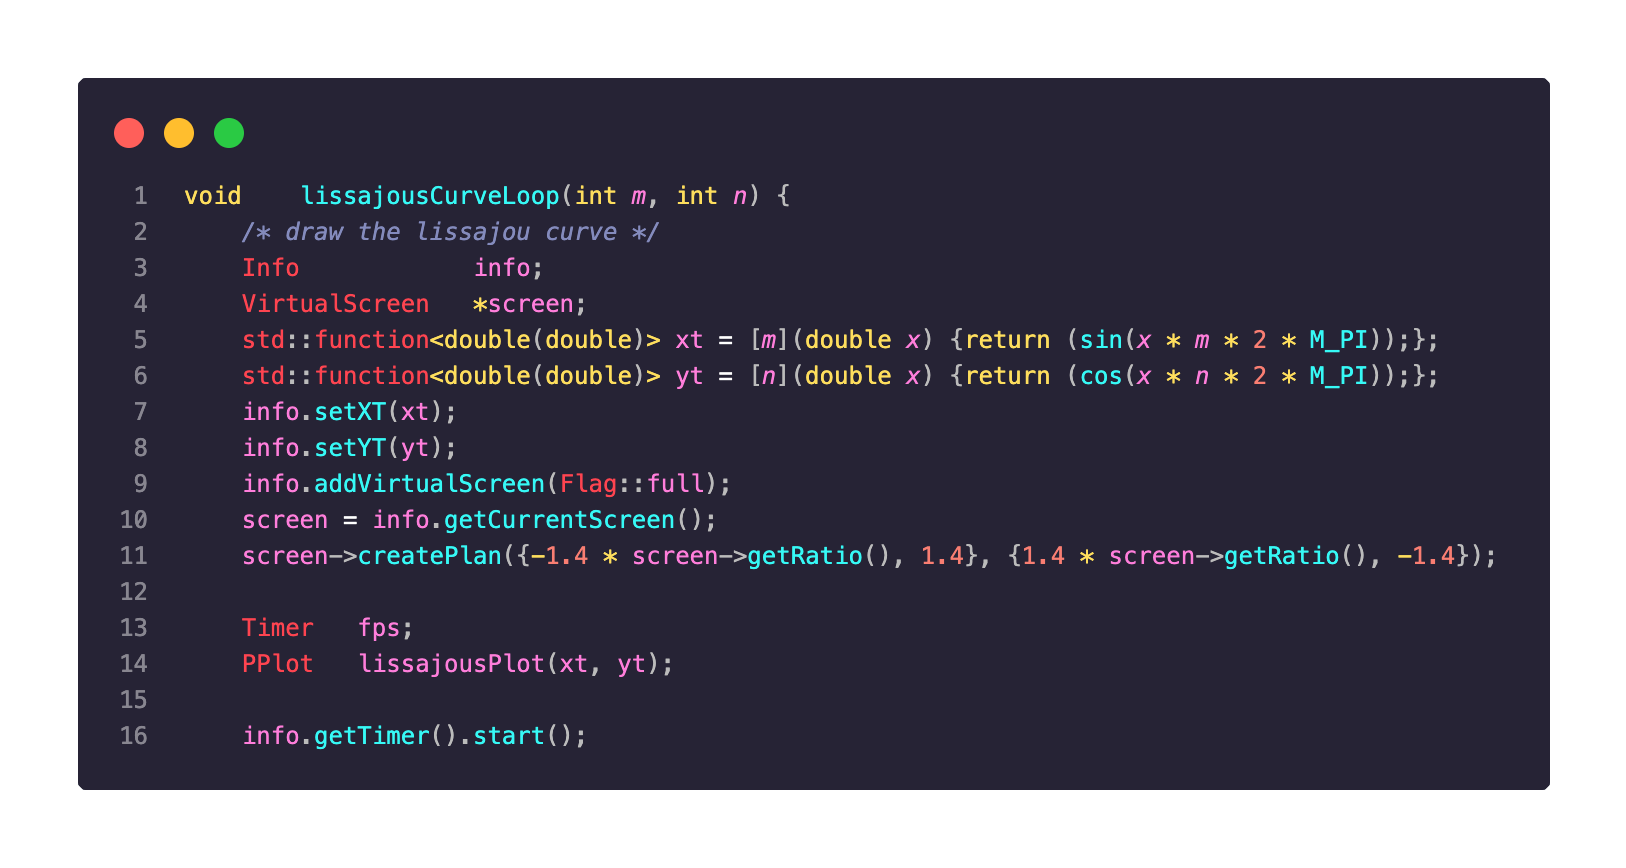 1 void    lissajousCurveLoop(int m, int n) {
2     /* draw the lissajou curve */
3     Info            info;
4     VirtualScreen   *screen;
5     std::function<double(double)> xt = [m](double x) {return (sin(x * m * 2 * M_PI));};
6     std::function<double(double)> yt = [n](double x) {return (cos(x * n * 2 * M_PI));};
7     info.setXT(xt);
8     info.setYT(yt);
9     info.addVirtualScreen(Flag::full);
10     screen = info.getCurrentScreen();
11     screen->createPlan({-1.4 * screen->getRatio(), 1.4}, {1.4 * screen->getRatio(), -1.4});
12
13     Timer   fps;
14     PPlot   lissajousPlot(xt, yt);
15
16     info.getTimer().start();